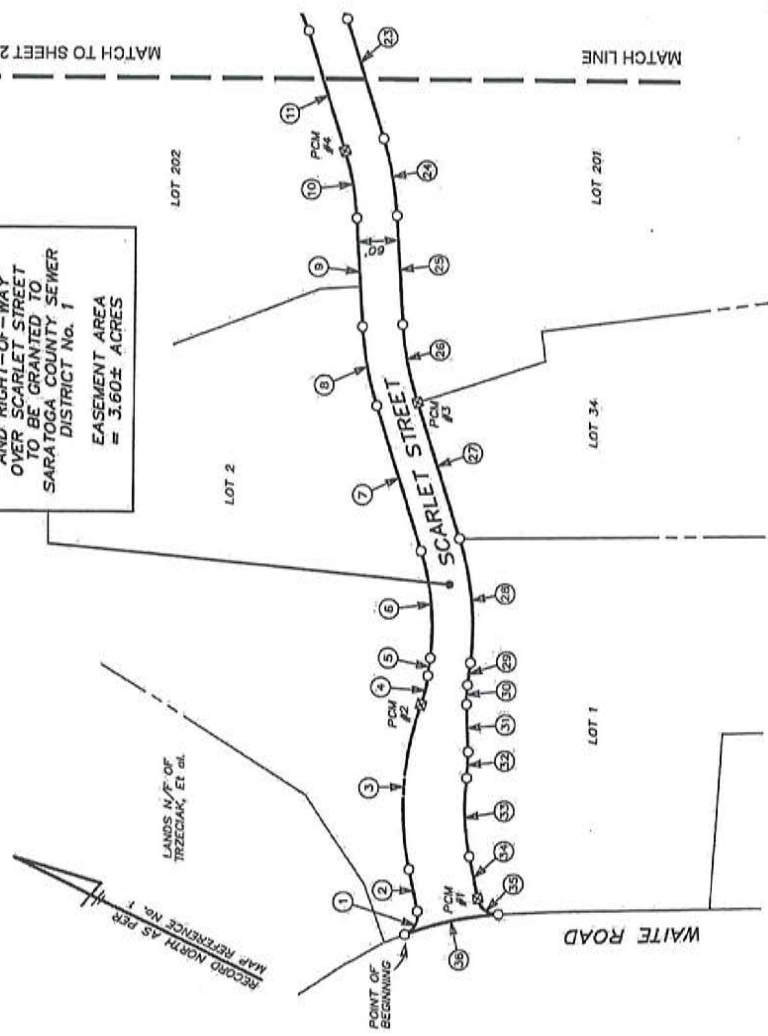 AND RIGHT-OF-WAY
OVER SCARLET STREET
TO BE GRANTED TO
SARATOGA COUNTY SEWER
DISTRICT No. 1
EASEMENT AREA
= 3.60± ACRES
MATCH TO SHEET 2
MATCH LINE
LOT 202
LOT 201
LOT 2
LOT 34
LOT 1
LANDS N/F OF
TRZECIAK, Et al.
RECORD NORTH AS PER
MAP REFERENCE No. 1.
POINT OF
BEGINNING
SCARLET STREET
WAITE ROAD
60'
PCM
#1
PCM
#2
PCM
#3
PCM
#4
1
2
3
4
5
6
7
8
9
10
11
23
24
25
26
27
28
29
30
31
32
33
34
35
36